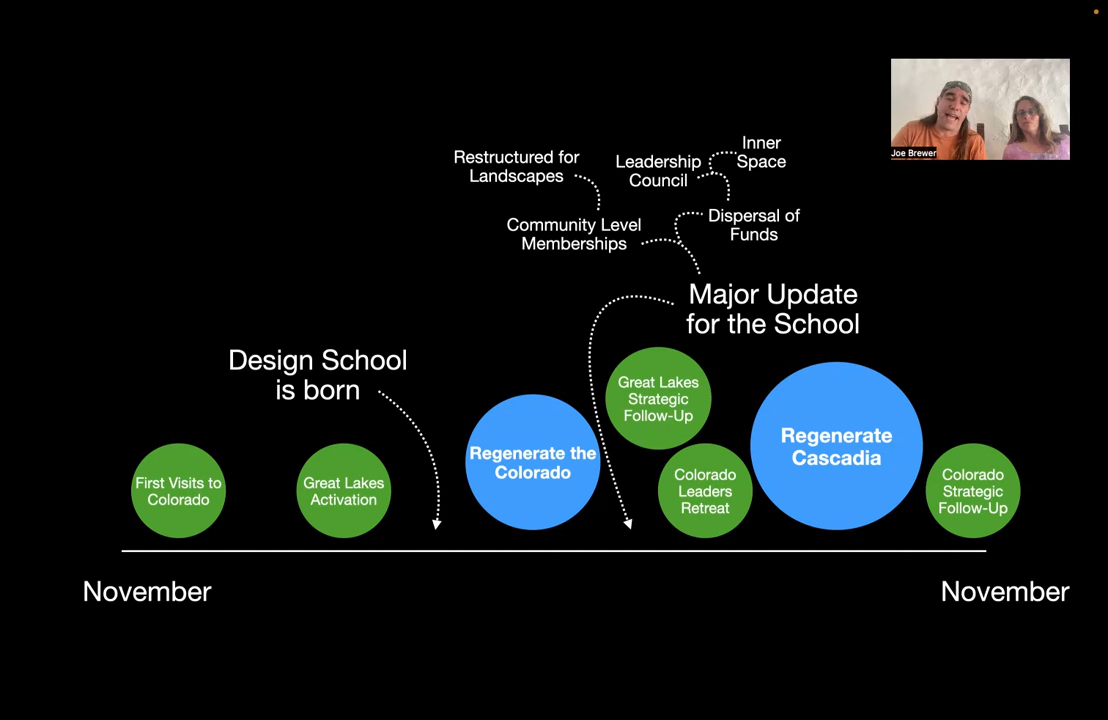 Joe Brewer
Restructured for
Landscapes
Leadership
Council
Inner
Space
Community Level
Memberships
Dispersal of
Funds
Major Update
for the School
Design School
is born
First Visits to
Colorado
Great Lakes
Activation
Regenerate the
Colorado
Great Lakes
Strategic
Follow-Up
Colorado
Leaders
Retreat
Regenerate
Cascadia
Colorado
Strategic
Follow-Up
November
November